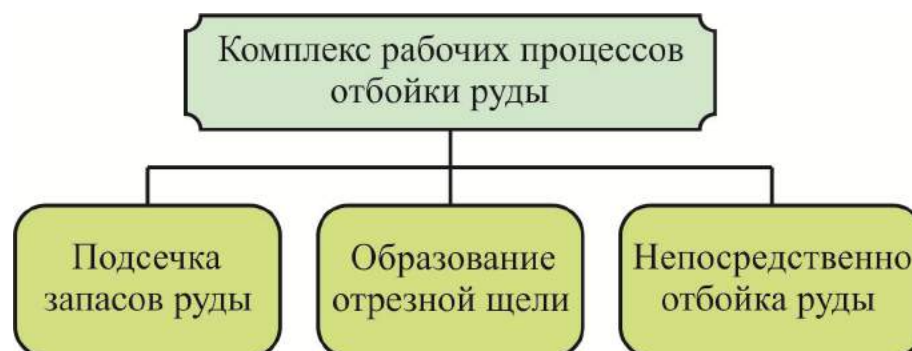 Комплекс рабочих процессов
отбойки руды
Подсечка
запасов руды
Образование
отрезной щели
Непосредственно
отбойка руды